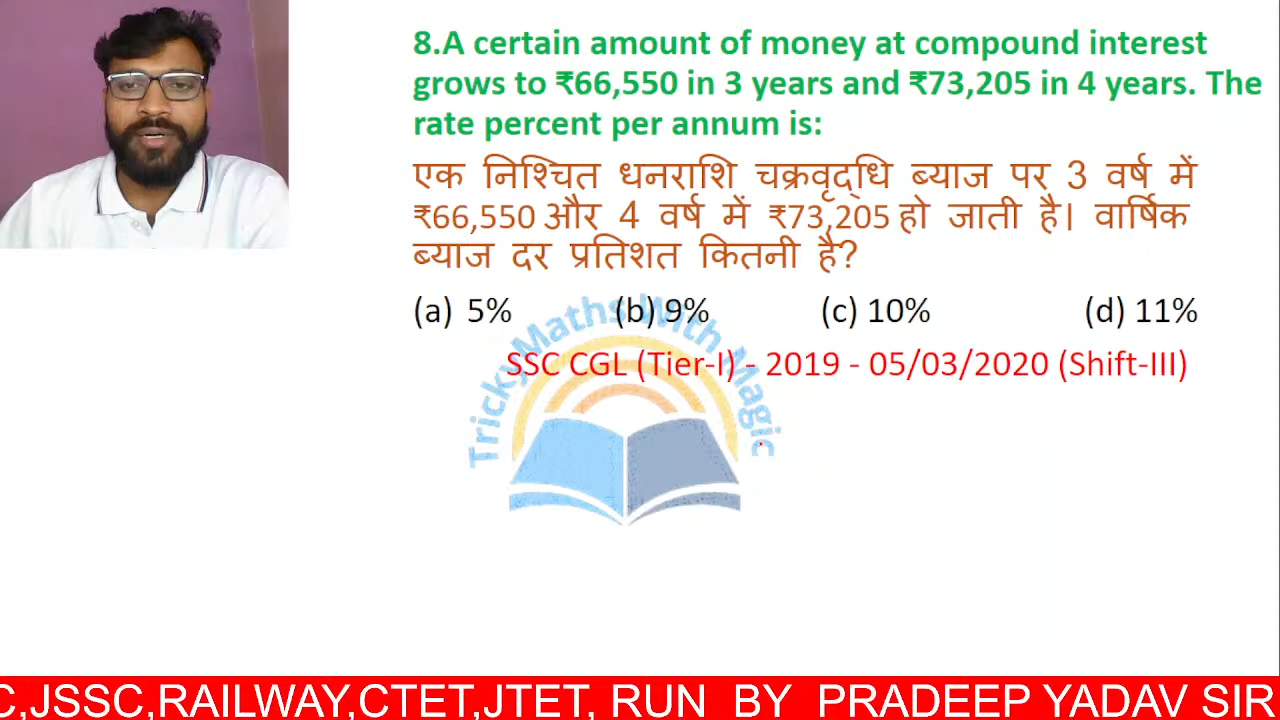 8.A certain amount of money at compound interest
grows to ₹66,550 in 3 years and ₹73,205 in 4 years. The
rate percent per annum is:
एक निश्चित धनराशि चक्रवृद्धि ब्याज पर 3 वर्ष में
₹66,550 और 4 वर्ष में ₹73,205 हो जाती है। वार्षिक
ब्याज दर प्रतिशत कितनी है?
(a) 5% (b) 9% (c) 10% (d) 11%
SSC CGL (Tier-I) - 2019 - 05/03/2020 (Shift-III)
TrickyMaths With Magic
C,JSSC,RAILWAY,CTET,JTET, RUN BY PRADEEP YADAV SIR